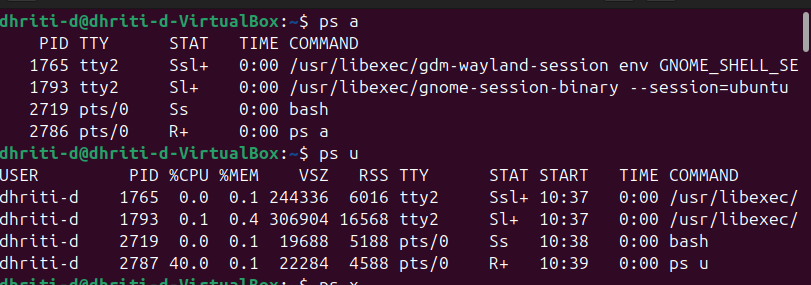 dhriti-d@dhriti-d-VirtualBox:~$ ps a
PID TTY STAT TIME COMMAND
1765 tty2 Ssl+ 0:00 /usr/libexec/gdm-wayland-session env GNOME_SHELL_SE
1793 tty2 Sl+ 0:00 /usr/libexec/gnome-session-binary --session=ubuntu
2719 pts/0 Ss 0:00 bash
2786 pts/0 R+ 0:00 ps a
dhriti-d@dhriti-d-VirtualBox:~$ ps u
USER PID %CPU %MEM VSZ RSS TTY STAT START TIME COMMAND
dhriti-d 1765 0.0 0.1 244336 6016 tty2 Ssl+ 10:37 0:00 /usr/libexec/
dhriti-d 1793 0.1 0.4 306904 16568 tty2 Sl+ 10:37 0:00 /usr/libexec/
dhriti-d 2719 0.0 0.1 19688 5188 pts/0 Ss 10:38 0:00 bash
dhriti-d 2787 40.0 0.1 22284 4588 pts/0 R+ 10:39 0:00 ps u
dhriti-d@dhriti-d-VirtualBox:~$ ps x